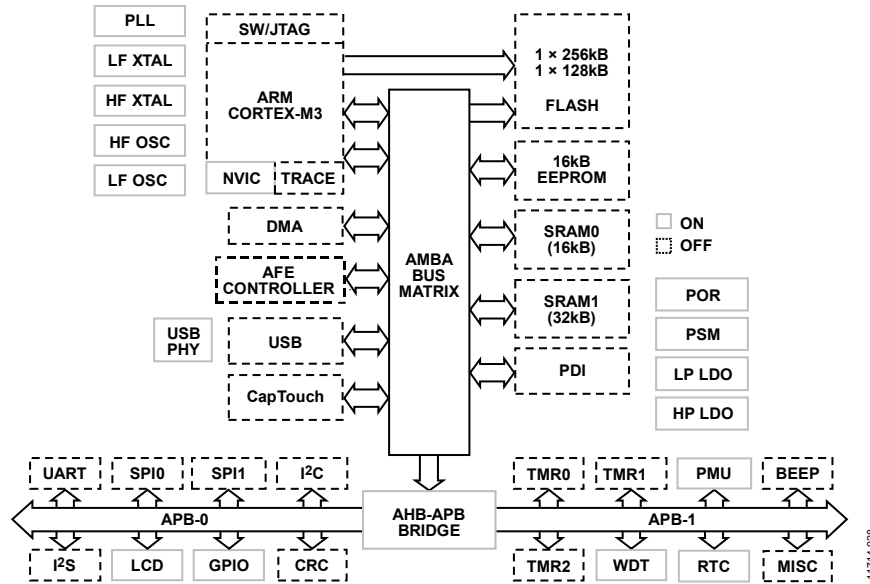 PLL
LF XTAL
HF XTAL
HF OSC
LF OSC
SW/JTAG
ARM
CORTEX-M3
NVIC
TRACE
1 × 256kB
1 × 128kB
FLASH
DMA
AFE
CONTROLLER
USB
PHY
USB
CapTouch
AMBA
BUS
MATRIX
16kB
EEPROM
SRAM0
(16kB)
SRAM1
(32kB)
PDI
ON
OFF
POR
PSM
LP LDO
HP LDO
UART
SPI0
SPI1
I²C
TMR0
TMR1
PMU
BEEP
APB-0
AHB-APB
BRIDGE
APB-1
I²S
LCD
GPIO
CRC
TMR2
WDT
RTC
MISC